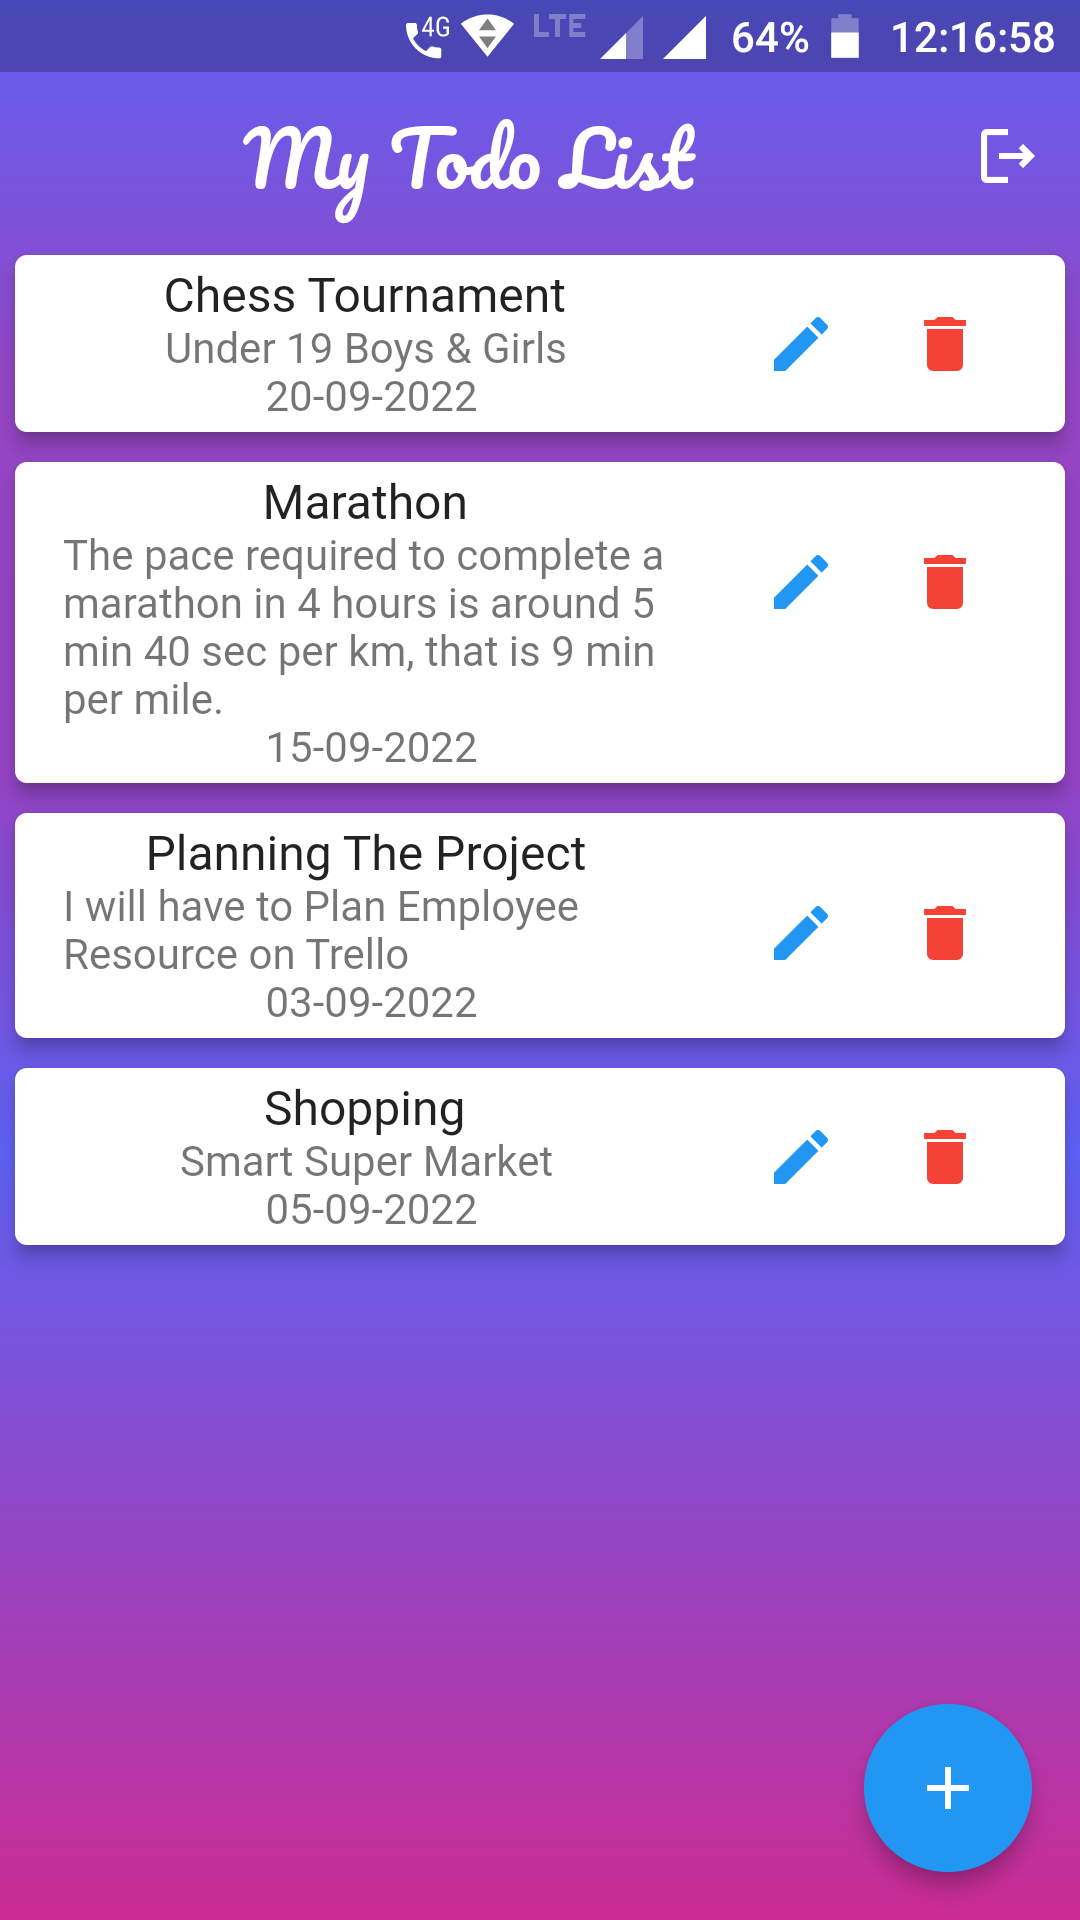 4G LTE 64% 12:16:58
My Todo List
Chess Tournament
Under 19 Boys & Girls
20-09-2022
Marathon
The pace required to complete a
marathon in 4 hours is around 5
min 40 sec per km, that is 9 min
per mile.
15-09-2022
Planning The Project
I will have to Plan Employee
Resource on Trello
03-09-2022
Shopping
Smart Super Market
05-09-2022